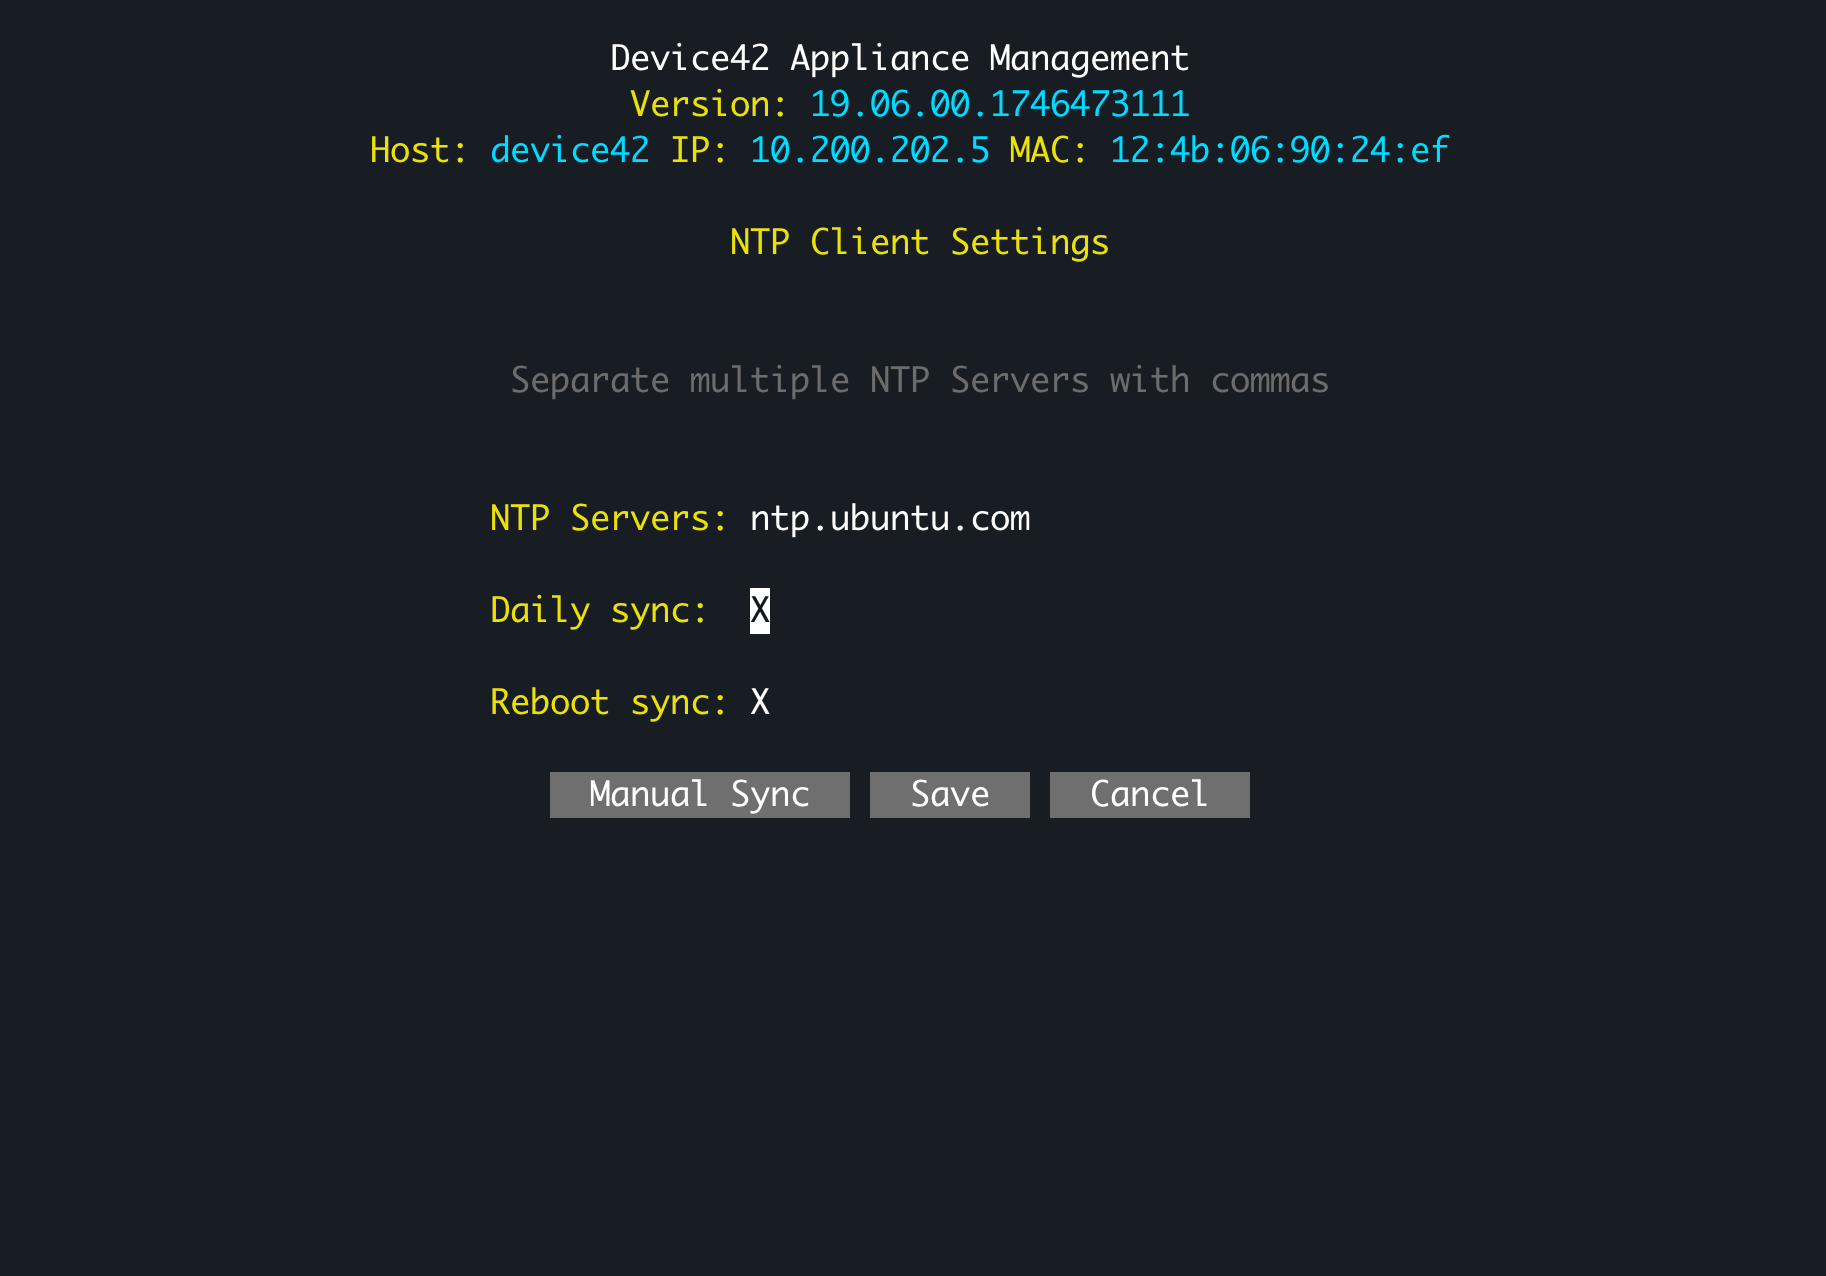 Device42 Appliance Management
Version: 19.06.00.1746473111
Host: device42 IP: 10.200.202.5 MAC: 12:4b:06:90:24:ef
NTP Client Settings
Separate multiple NTP Servers with commas
NTP Servers: ntp.ubuntu.com
Daily sync: X
Reboot sync: X
Manual Sync Save Cancel